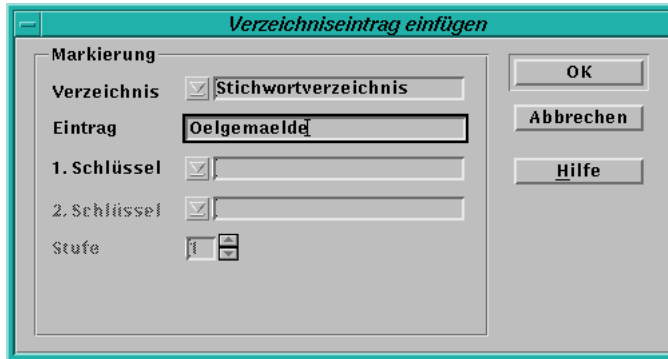 Verzeichniseintrag einfügen
Markierung
Verzeichnis Stichwortverzeichnis
Eintrag Oelgemaelde
1. Schlüssel
2. Schlüssel
Stufe 1
OK
Abbrechen
Hilfe